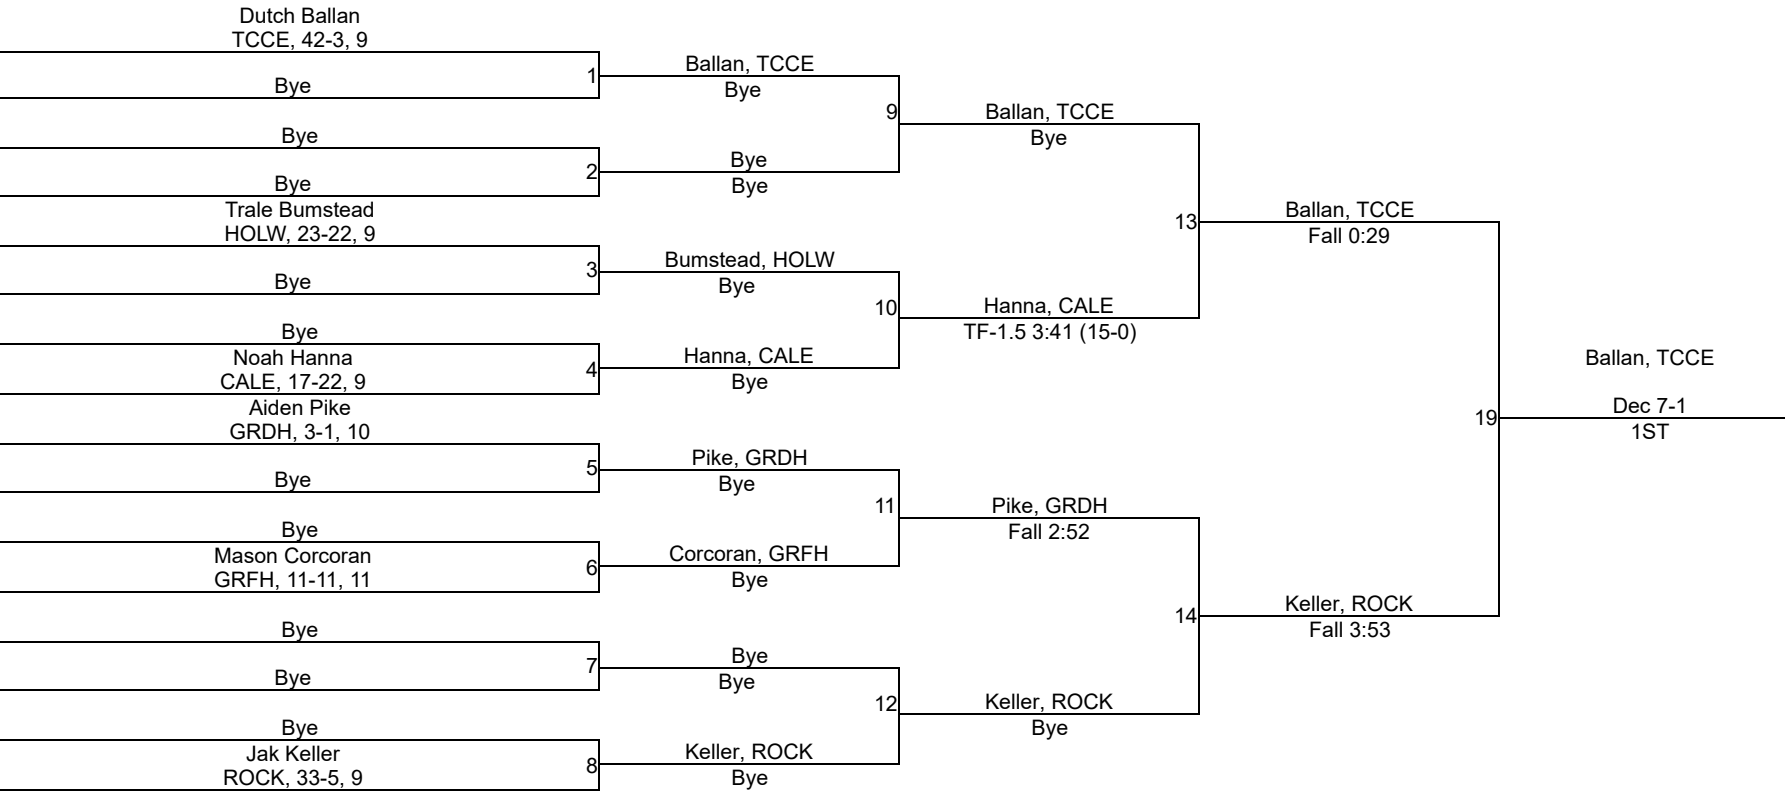 Dutch Ballan
TCCE, 42-3, 9
Bye
1
Bye
Bye
2
Trale Bumstead
HOLW, 23-22, 9
Bye
3
Bye
Noah Hanna
CALE, 17-22, 9
4
Aiden Pike
GRDH, 3-1, 10
Bye
5
Bye
Mason Corcoran
GRFH, 11-11, 11
6
Bye
Bye
7
Bye
Jak Keller
ROCK, 33-5, 9
8
Ballan, TCCE
Bye
9
Bye
Bye
Bumstead, HOLW
Bye
10
Hanna, CALE
Bye
Pike, GRDH
Bye
11
Corcoran, GRFH
Bye
Bye
Bye
12
Keller, ROCK
Bye
Ballan, TCCE
Bye
13
Hanna, CALE
TF-1.5 3:41 (15-0)
Pike, GRDH
Fall 2:52
14
Keller, ROCK
Bye
Ballan, TCCE
Fall 0:29
19
Keller, ROCK
Fall 3:53
Ballan, TCCE
Dec 7-1
1ST